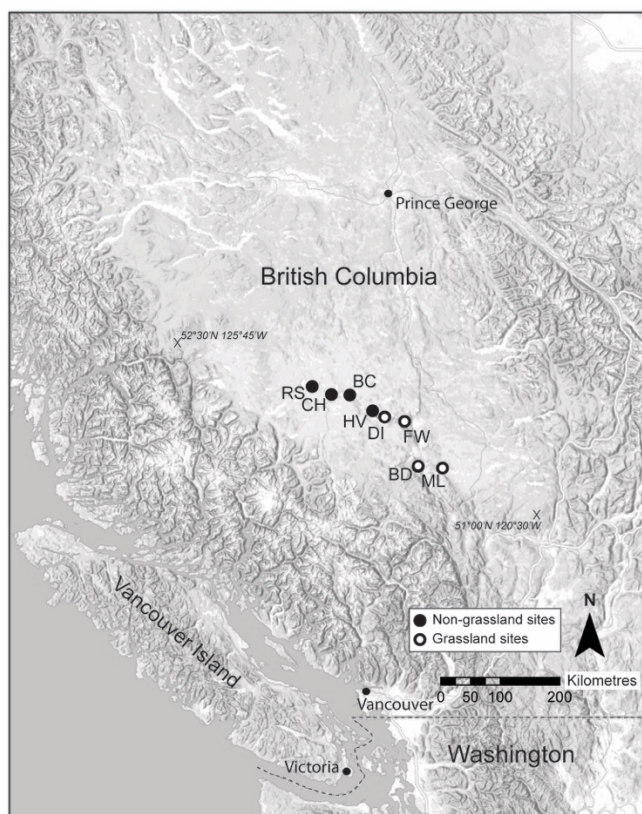 Prince George
British Columbia
52°30'N 125°45'W
X
BC
RS
CH
HV
DI
FW
BD
ML
X
51°00'N 120°30'W
Vancouver Island
Non-grassland sites
Grassland sites
N
Kilometres
0 50 100 200
Vancouver
Washington
Victoria